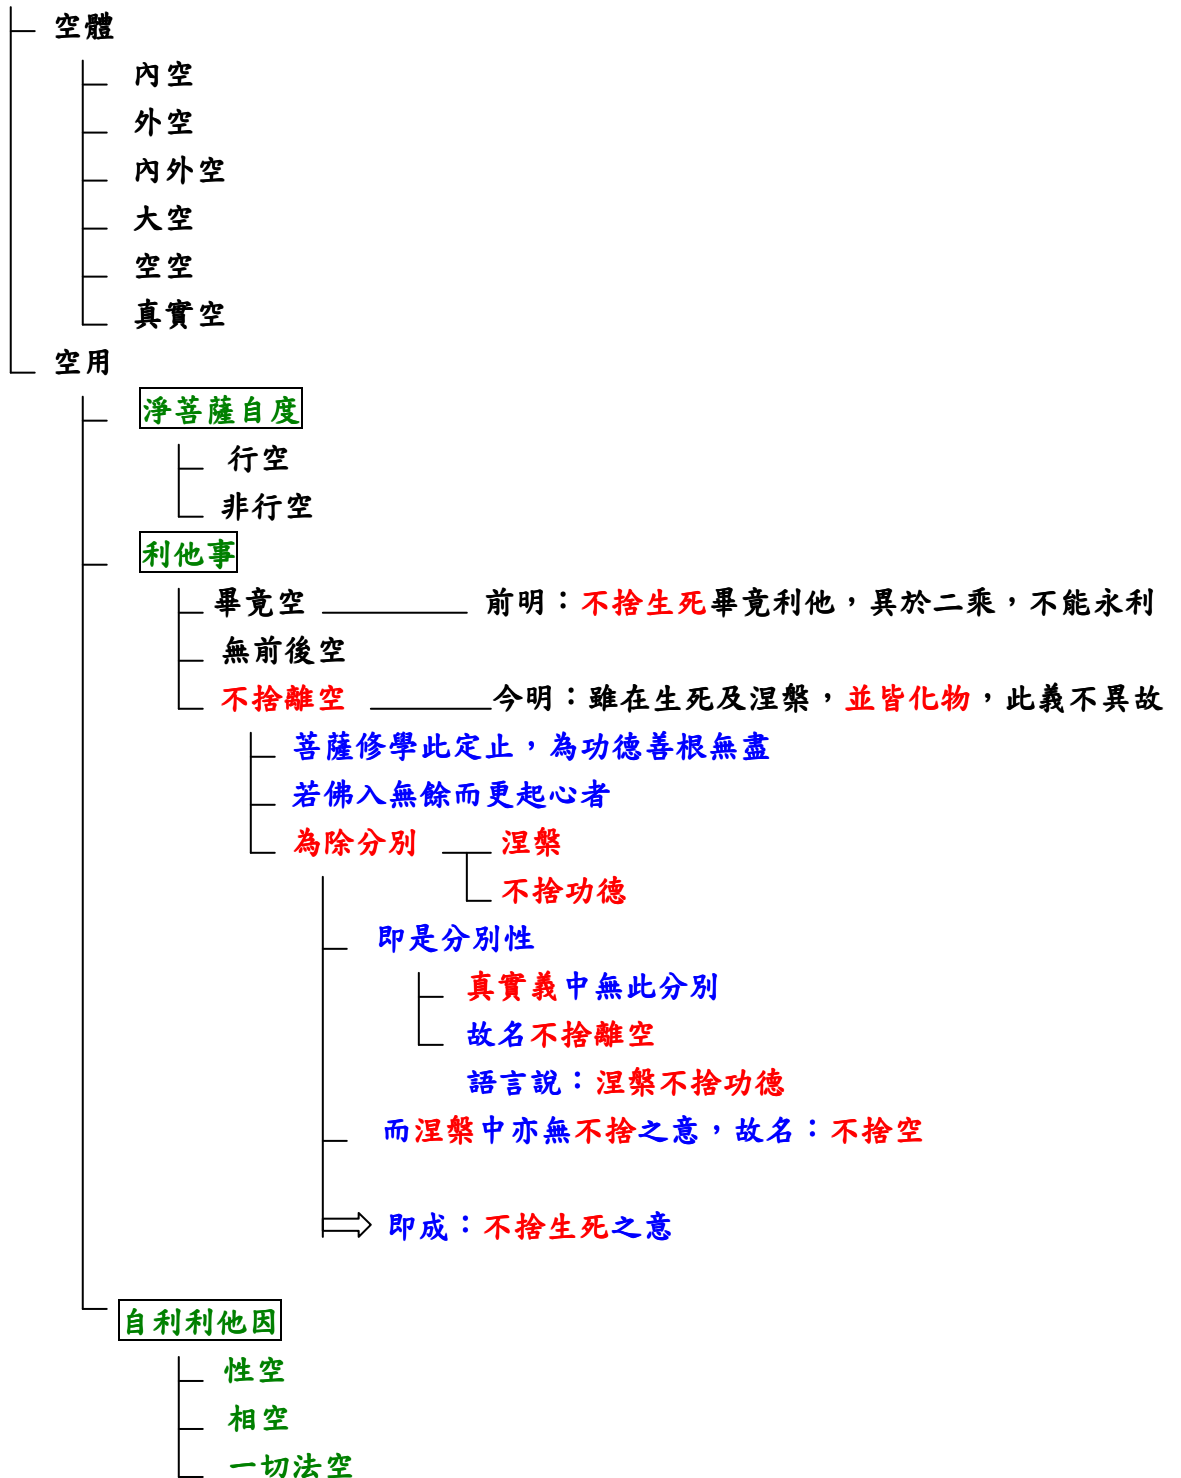 空體
內空
外空
內外空
大空
空空
真實空
空用
淨菩薩自度
行空
非行空
利他事
畢竟空 前明：不捨生死畢竟利他，異於二乘，不能永利
無前後空
不捨離空 今明：雖在生死及涅槃，並皆化物，此義不異故
菩薩修學此定止，為功德善根無盡
若佛入無餘而更起心者
為除分別 涅槃
不捨功德
即是分別性
真實義中無此分別
故名不捨離空
語言說：涅槃不捨功德
而涅槃中亦無不捨之意，故名：不捨空
即成：不捨生死之意
自利利他因
性空
相空
一切法空